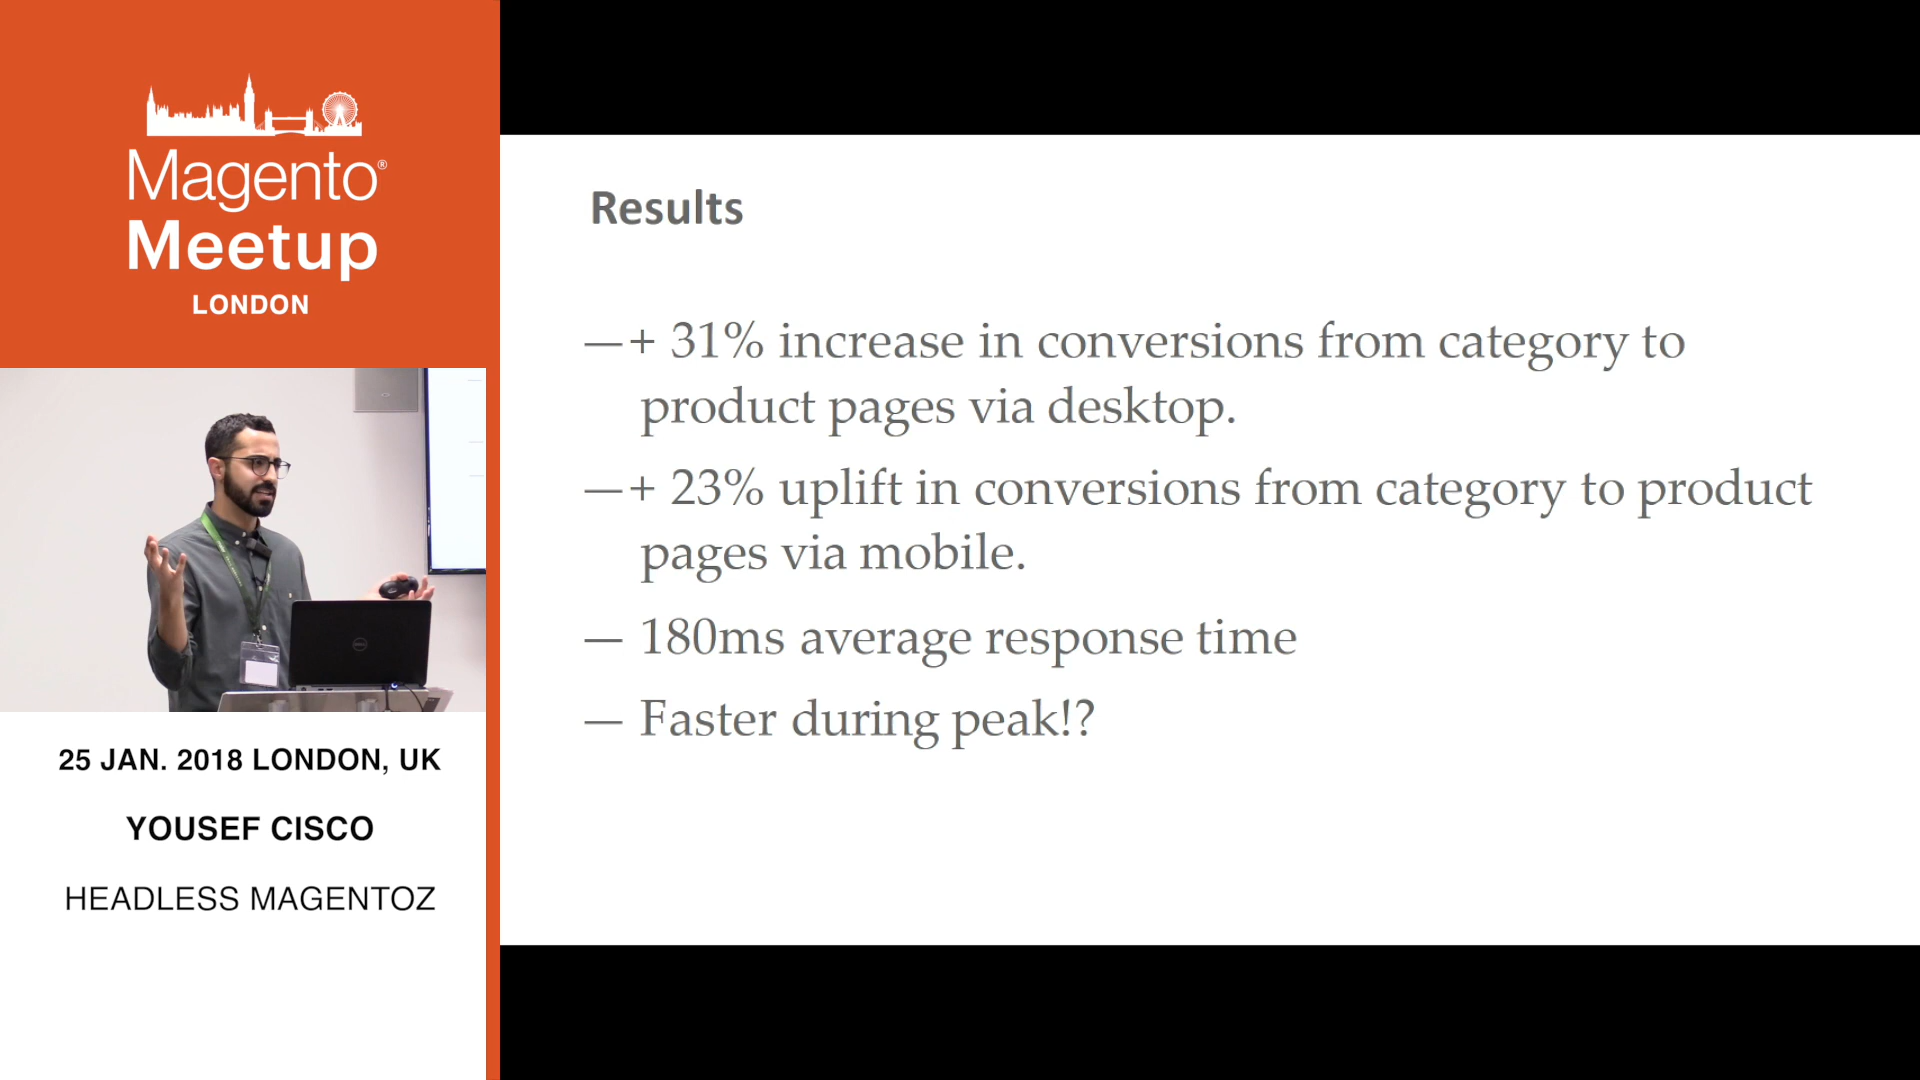 Magento®
Meetup
LONDON
25 JAN. 2018 LONDON, UK
YOUSEF CISCO
HEADLESS MAGENTOZ
Results
—+ 31% increase in conversions from category to
product pages via desktop.
—+ 23% uplift in conversions from category to product
pages via mobile.
— 180ms average response time
— Faster during peak!?